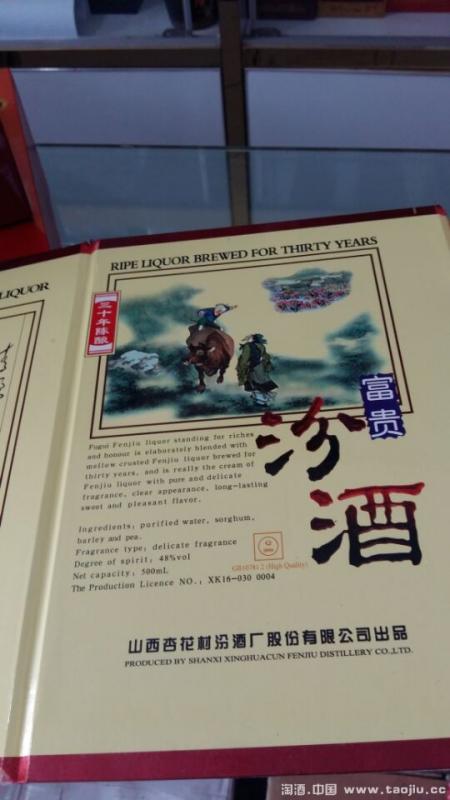 RIPE LIQUOR BREWED FOR THIRTY YEARS
LIQUOR
三十年陈酿
富贵
汾酒
Fugui Fenjiu liquor standing for riches
and honour is elaborately blended with
mellow crusted Fenjiu liquor brewed for
thirty years, and is really the cream of
Fenjiu liquor with pure and delicate
fragrance, clear appearance, long-lasting
sweet and pleasant flavor.
Ingredients: purified water, sorghum,
barley and pea.
Fragrance type: delicate fragrance
Degree of spirit: 48%vol
Net capacity: 500mL
The Production Licence NO., XK16-030 0004
GB10781.2 (High Quality)
山西杏花村汾酒厂股份有限公司出品
PRODUCED BY SHANXI XINGHUACUN FENJIU DISTILLERY CO.,LTD.
淘酒.中国 www.taojiu.cc